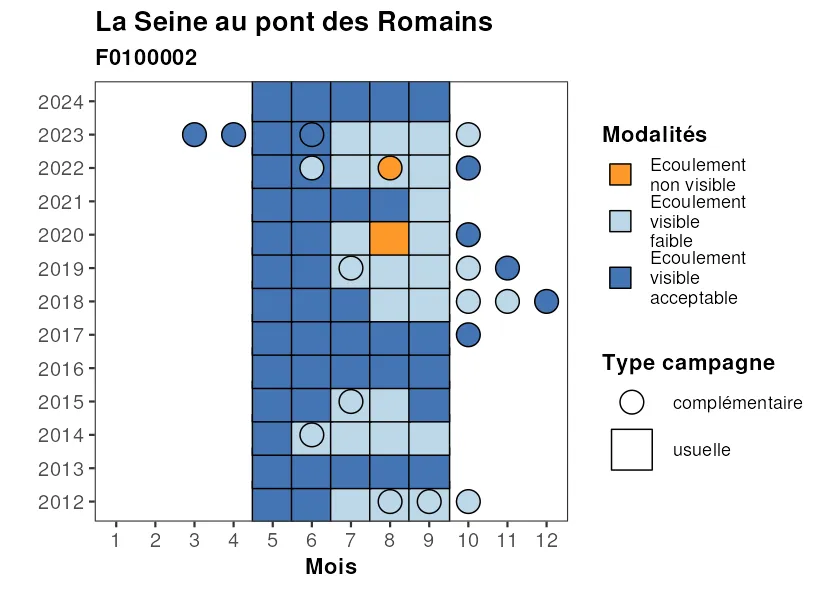 La Seine au pont des Romains
F0100002
2024
2023
2022
2021
2020
2019
2018
2017
2016
2015
2014
2013
2012
1 2 3 4 5 6 7 8 9 10 11 12
Mois
Modalités
Ecoulement
non visible
Ecoulement
visible
faible
Ecoulement
visible
acceptable
Type campagne
complémentaire
usuelle